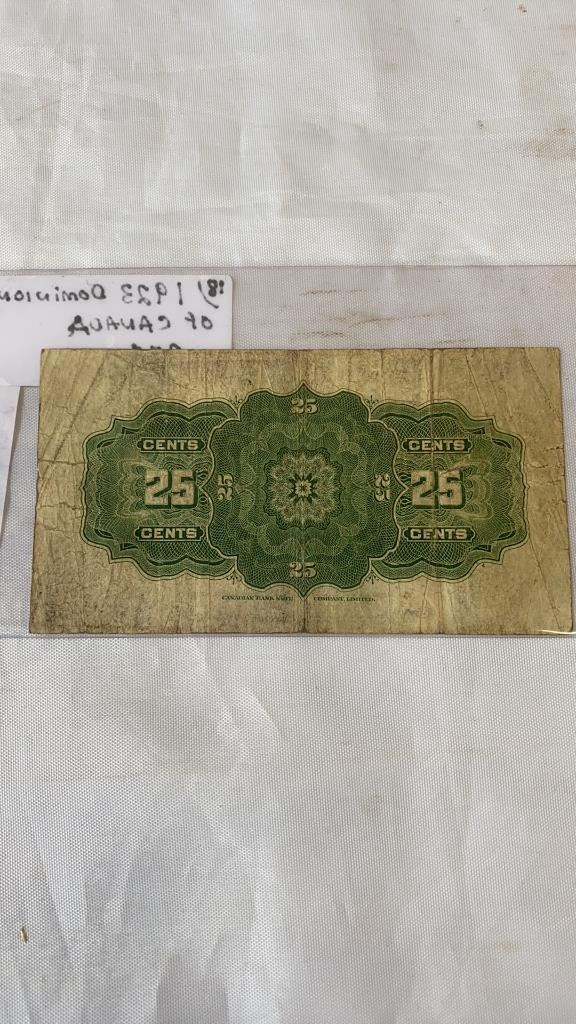 18) 1923 Dominion
OF CANADA
25
CENTS CENTS
25 25 25 25
CENTS CENTS
25
CANADIAN BANK NOTE COMPANY, LIMITED.